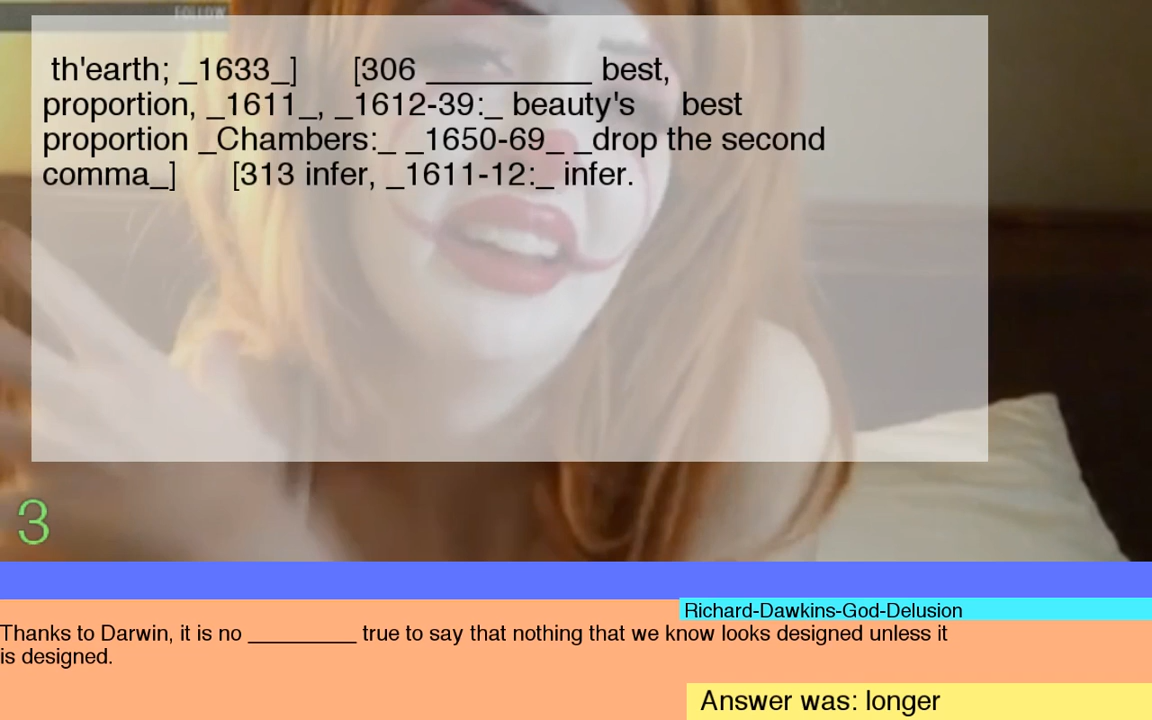 FOLLOW
th'earth; _1633_] [306 __________ best,
proportion, _1611_, _1612-39:_ beauty's best
proportion _Chambers:_ _1650-69_ _drop the second
comma_] [313 infer, _1611-12:_ infer.
3
Richard-Dawkins-God-Delusion
Thanks to Darwin, it is no __________ true to say that nothing that we know looks designed unless it
is designed.
Answer was: longer